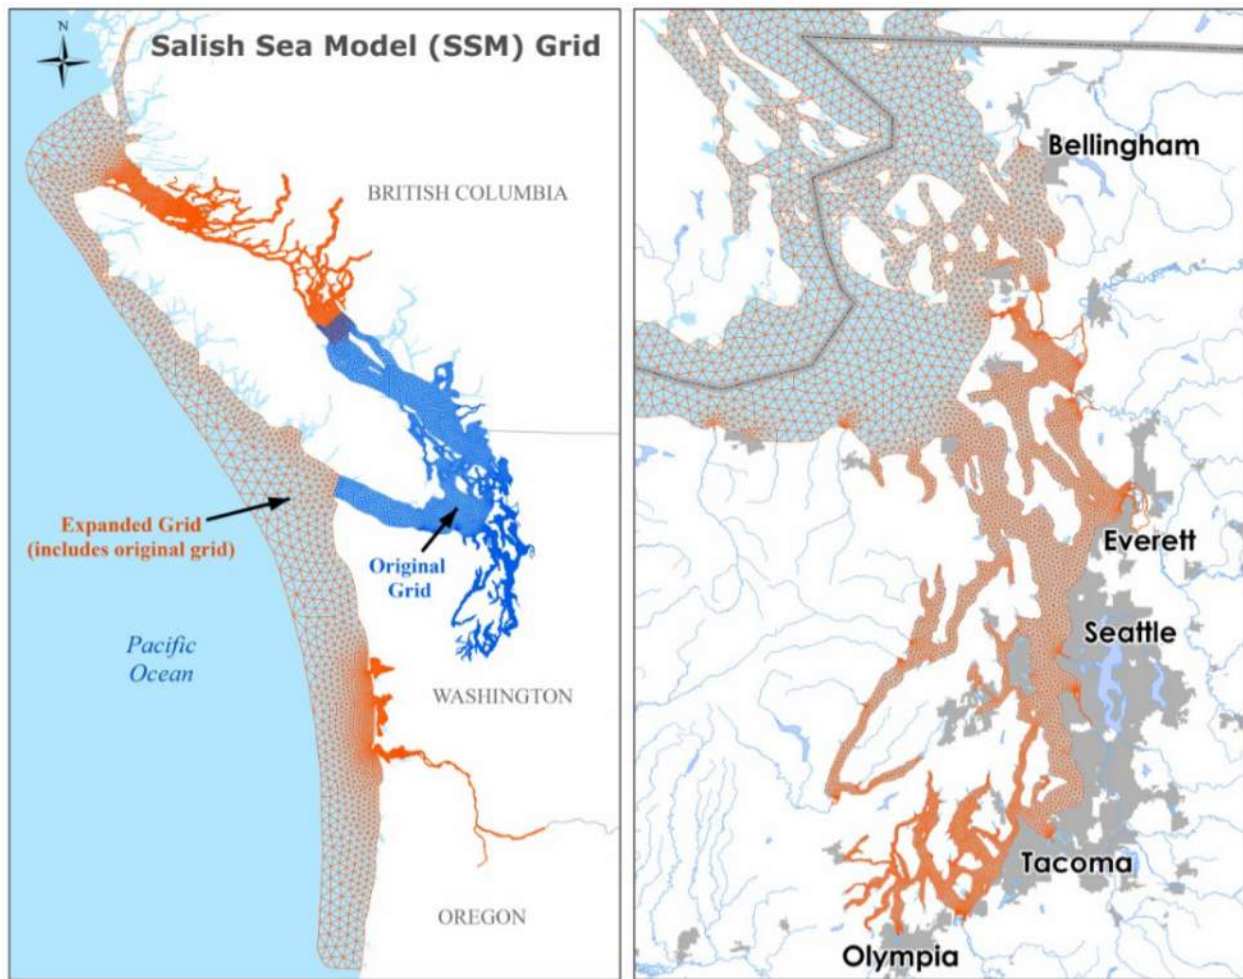 N
Salish Sea Model (SSM) Grid
BRITISH COLUMBIA
Expanded Grid
(includes original grid)
Original
Grid
Pacific
Ocean
WASHINGTON
OREGON
Bellingham
Everett
Seattle
Tacoma
Olympia